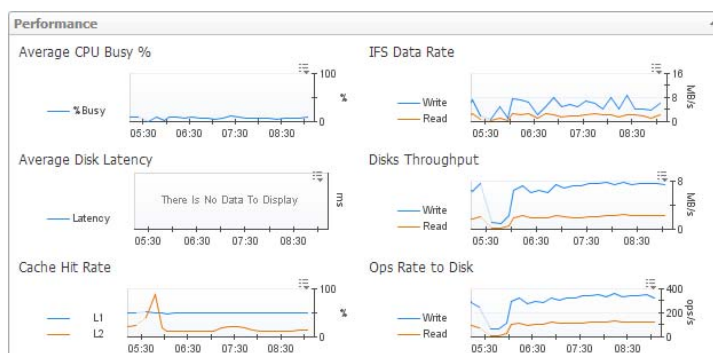 Performance
Average CPU Busy %
%Busy
100
0
%
05:30 06:30 07:30 08:30
IFS Data Rate
Write
Read
16
8
0
MB/s
05:30 06:30 07:30 08:30
Average Disk Latency
There Is No Data To Display
Latency
ms
05:30 06:30 07:30 08:30
Disks Throughput
Write
Read
8
0
MB/s
05:30 06:30 07:30 08:30
Cache Hit Rate
L1
L2
100
0
%
05:30 06:30 07:30 08:30
Ops Rate to Disk
Write
Read
400
200
0
ops/s
05:30 06:30 07:30 08:30